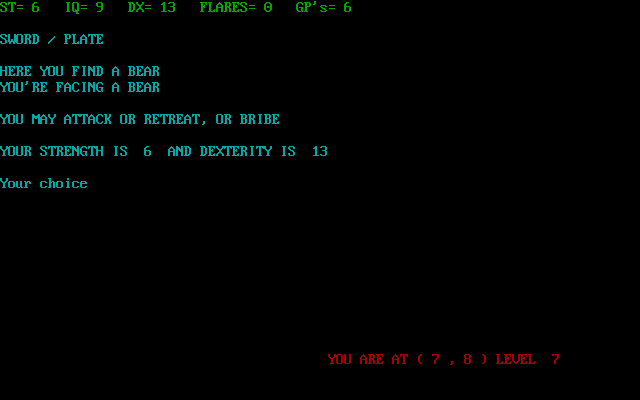 ST= 6   IQ= 9   DX= 13   FLARES= 0   GP's= 6
SWORD / PLATE
HERE YOU FIND A BEAR
YOU'RE FACING A BEAR
YOU MAY ATTACK OR RETREAT, OR BRIBE
YOUR STRENGTH IS  6  AND DEXTERITY IS  13
Your choice
YOU ARE AT ( 7 , 8 ) LEVEL  7